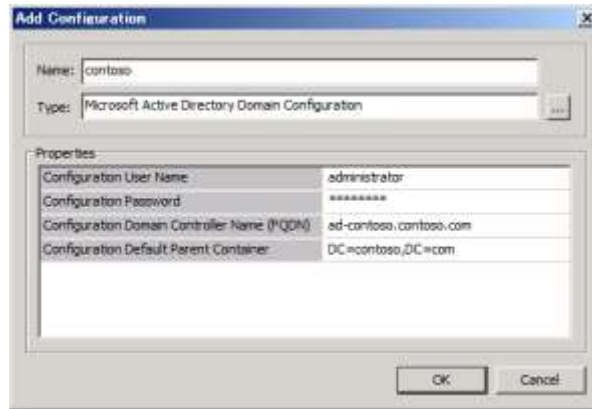 Add Configuration
Name: contoso
Type: Microsoft Active Directory Domain Configuration ...
Properties
Configuration User Name administrator
Configuration Password ********
Configuration Domain Controller Name (FQDN) ad-contoso.contoso.com
Configuration Default Parent Container DC=contoso,DC=com
OK Cancel